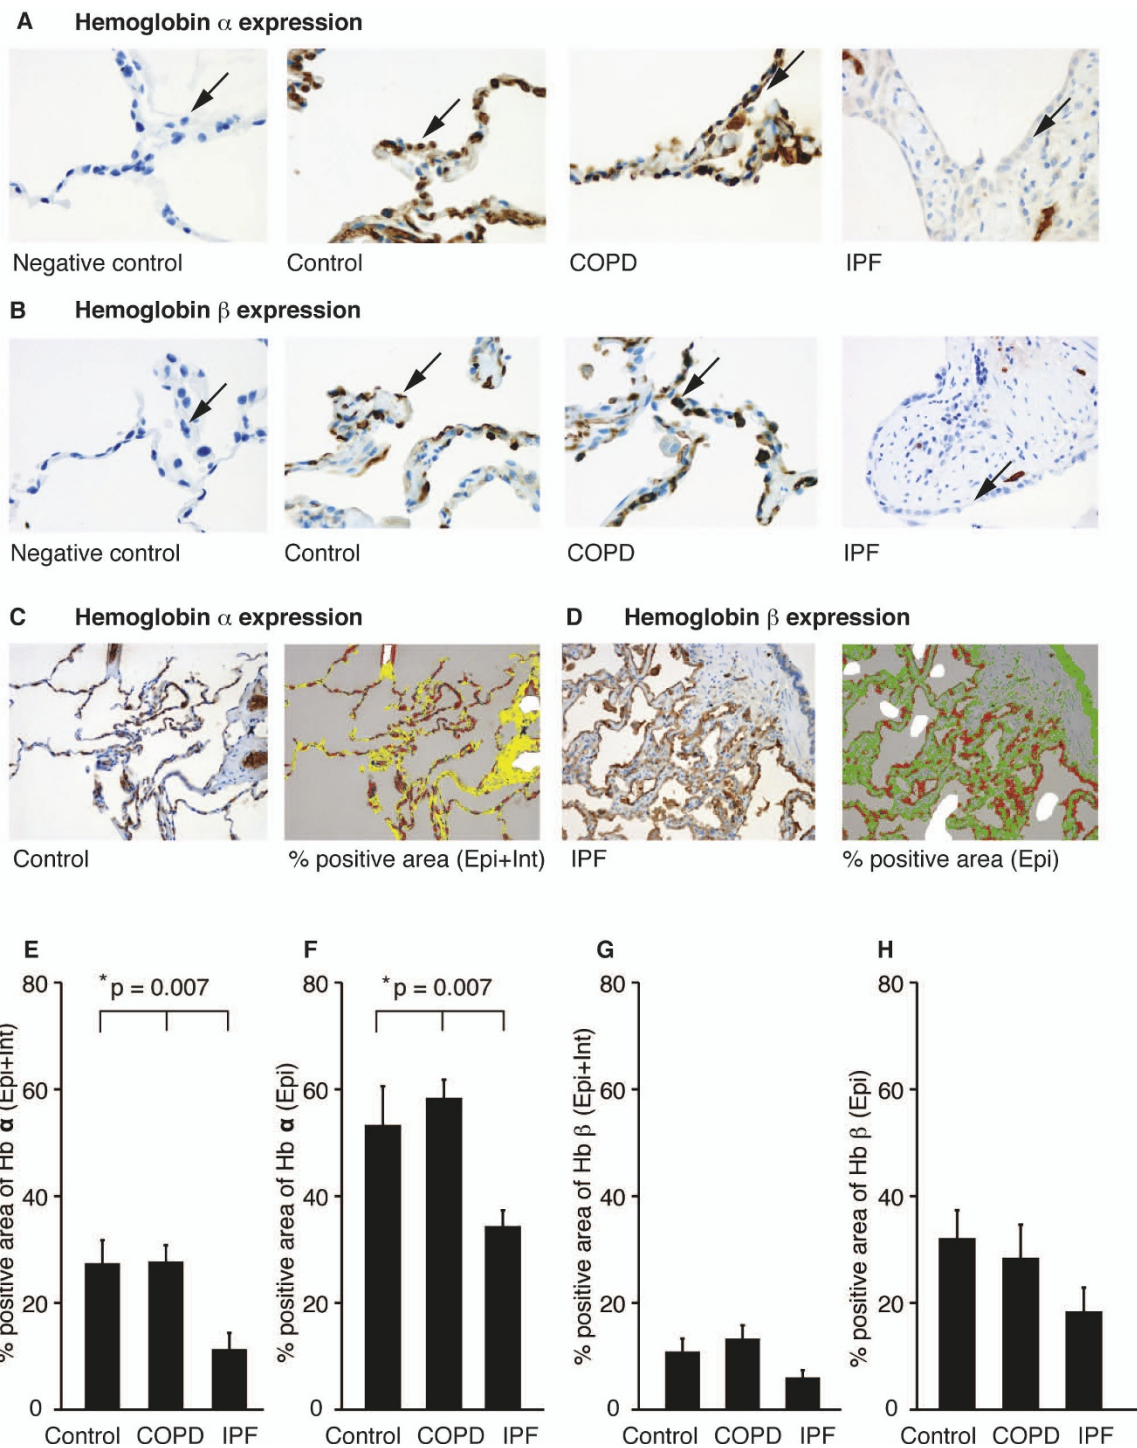 A Hemoglobin α expression
Negative control Control COPD IPF
B Hemoglobin β expression
Negative control Control COPD IPF
C Hemoglobin α expression D Hemoglobin β expression
Control % positive area (Epi+Int) IPF % positive area (Epi)
E F G H
% positive area of Hb α (Epi+Int)
80
60
40
20
0
* p = 0.007
Control COPD IPF
% positive area of Hb α (Epi)
80
60
40
20
0
* p = 0.007
Control COPD IPF
% positive area of Hb β (Epi+Int)
80
60
40
20
0
Control COPD IPF
% positive area of Hb β (Epi)
80
60
40
20
0
Control COPD IPF